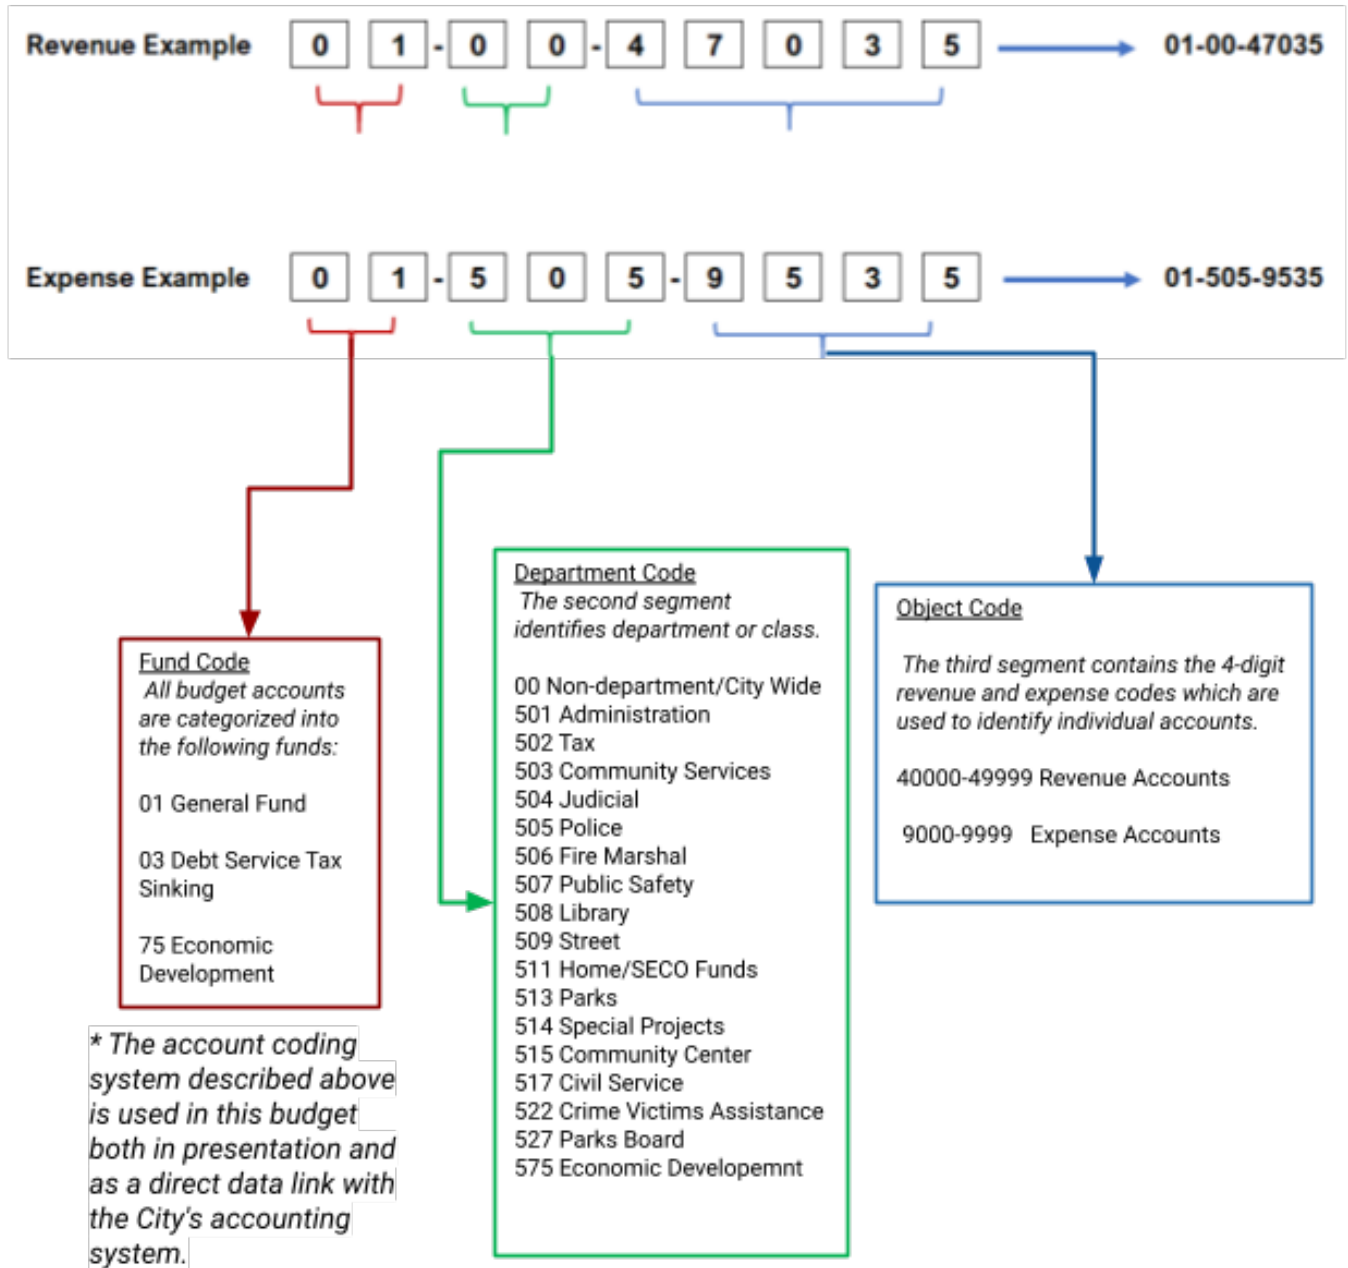 Revenue Example 0 1 - 0 0 - 4 7 0 3 5 01-00-47035
Expense Example 0 1 - 5 0 5 - 9 5 3 5 01-505-9535
Fund Code
All budget accounts
are categorized into
the following funds:
01 General Fund
03 Debt Service Tax
Sinking
75 Economic
Development
* The account coding
system described above
is used in this budget
both in presentation and
as a direct data link with
the City's accounting
system.
Department Code
The second segment
identifies department or class.
00 Non-department/City Wide
501 Administration
502 Tax
503 Community Services
504 Judicial
505 Police
506 Fire Marshal
507 Public Safety
508 Library
509 Street
511 Home/SECO Funds
513 Parks
514 Special Projects
515 Community Center
517 Civil Service
522 Crime Victims Assistance
527 Parks Board
575 Economic Developemnt
Object Code
The third segment contains the 4-digit
revenue and expense codes which are
used to identify individual accounts.
40000-49999 Revenue Accounts
9000-9999 Expense Accounts